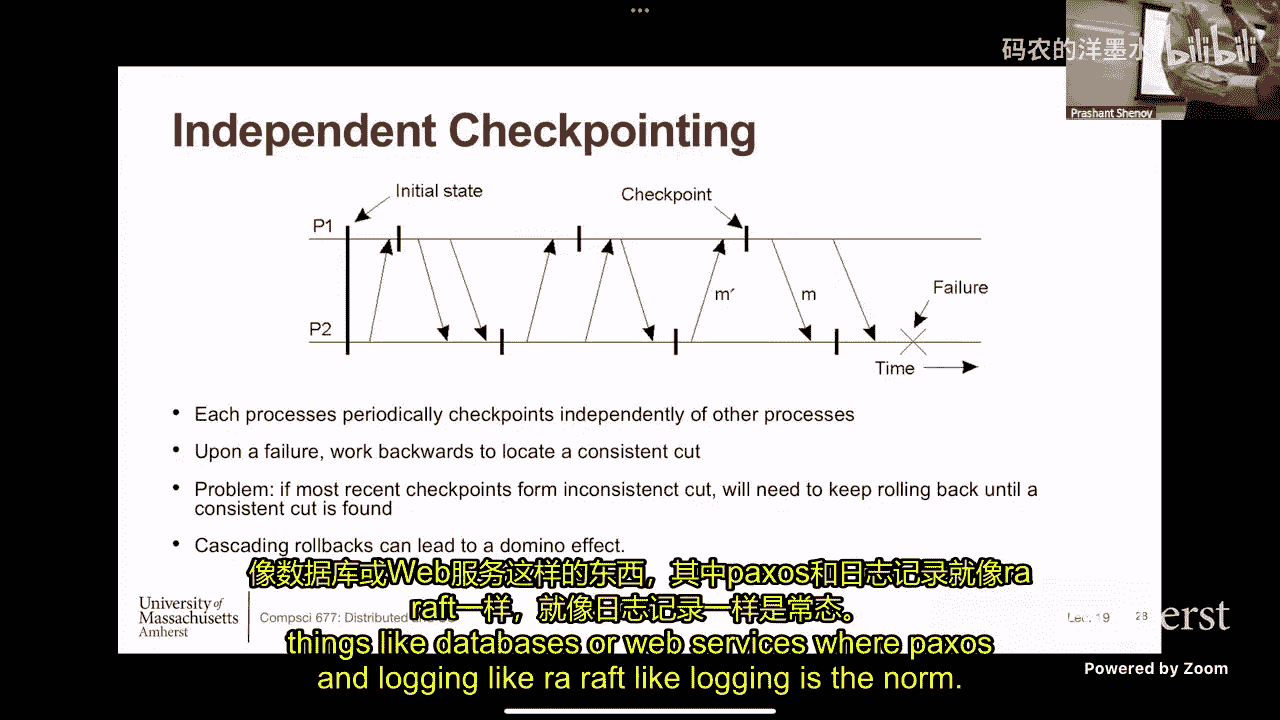 码农的洋墨水
bilibili
Prashant Shenoy
Independent Checkpointing
Initial state
Checkpoint
P1
m′
m
Failure
P2
Time
• Each processes periodically checkpoints independently of other processes
• Upon a failure, work backwards to locate a consistent cut
• Problem: if most recent checkpoints form inconsistenct cut, will need to keep rolling back until a
consistent cut is found
• Cascading rollbacks can lead to a domino effect.
像数据库或Web服务这样的东西，其中paxos和日志记录就像ra
raft一样，就像日志记录一样是常态。
University of
Massachusetts
Amherst
Compsci 677: Distributed
Lec. 19
28
erst
things like databases or web services where paxos
and logging like ra raft like logging is the norm.
Powered by Zoom